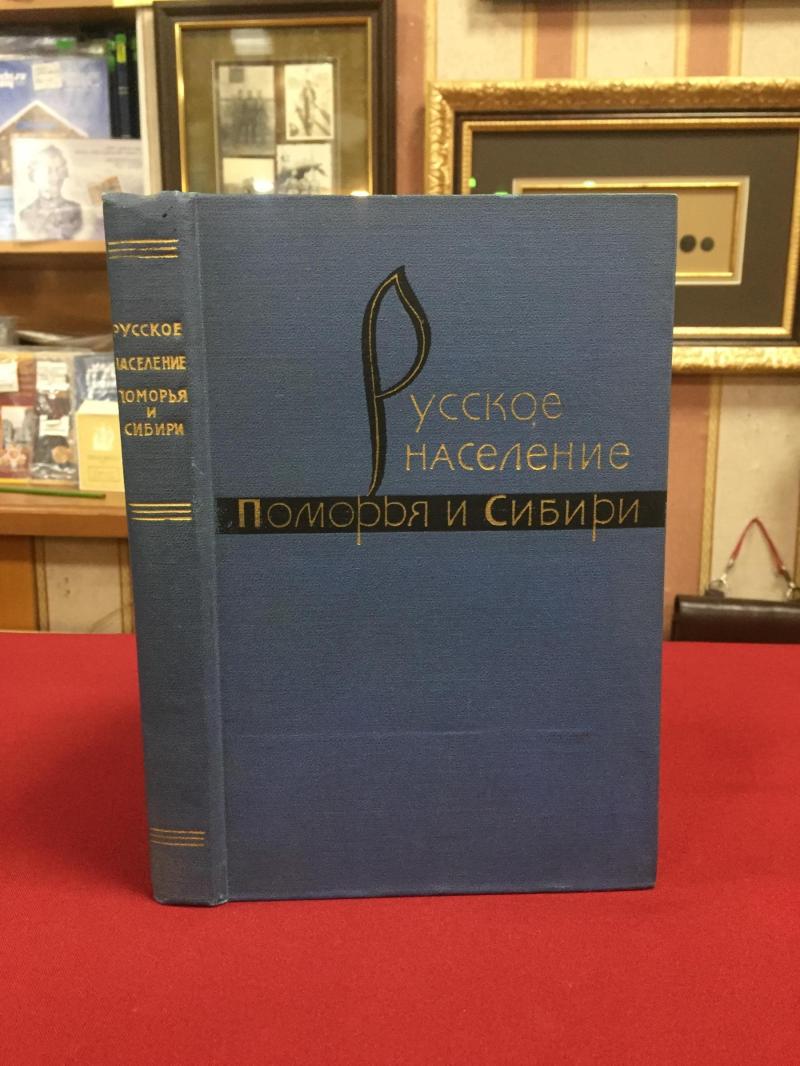 РУССКОЕ
НАСЕЛЕНИЕ
ПОМОРЬЯ
И
СИБИРИ
Русское
население
Поморья и Сибири